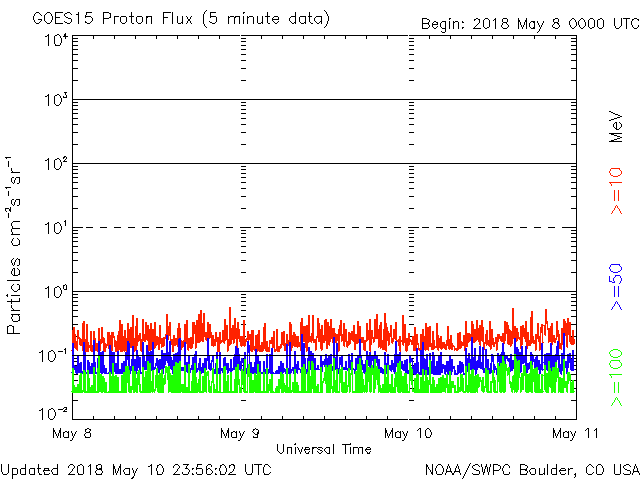 GOES15 Proton Flux (5 minute data)
Begin: 2018 May 8 0000 UTC
10⁴
10³
10²
10¹
10⁰
10⁻¹
10⁻²
Particles cm⁻²s⁻¹sr⁻¹
MeV
>=10
>=50
>=100
May 8
May 9
May 10
May 11
Universal Time
Updated 2018 May 10 23:56:02 UTC
NOAA/SWPC Boulder, CO USA